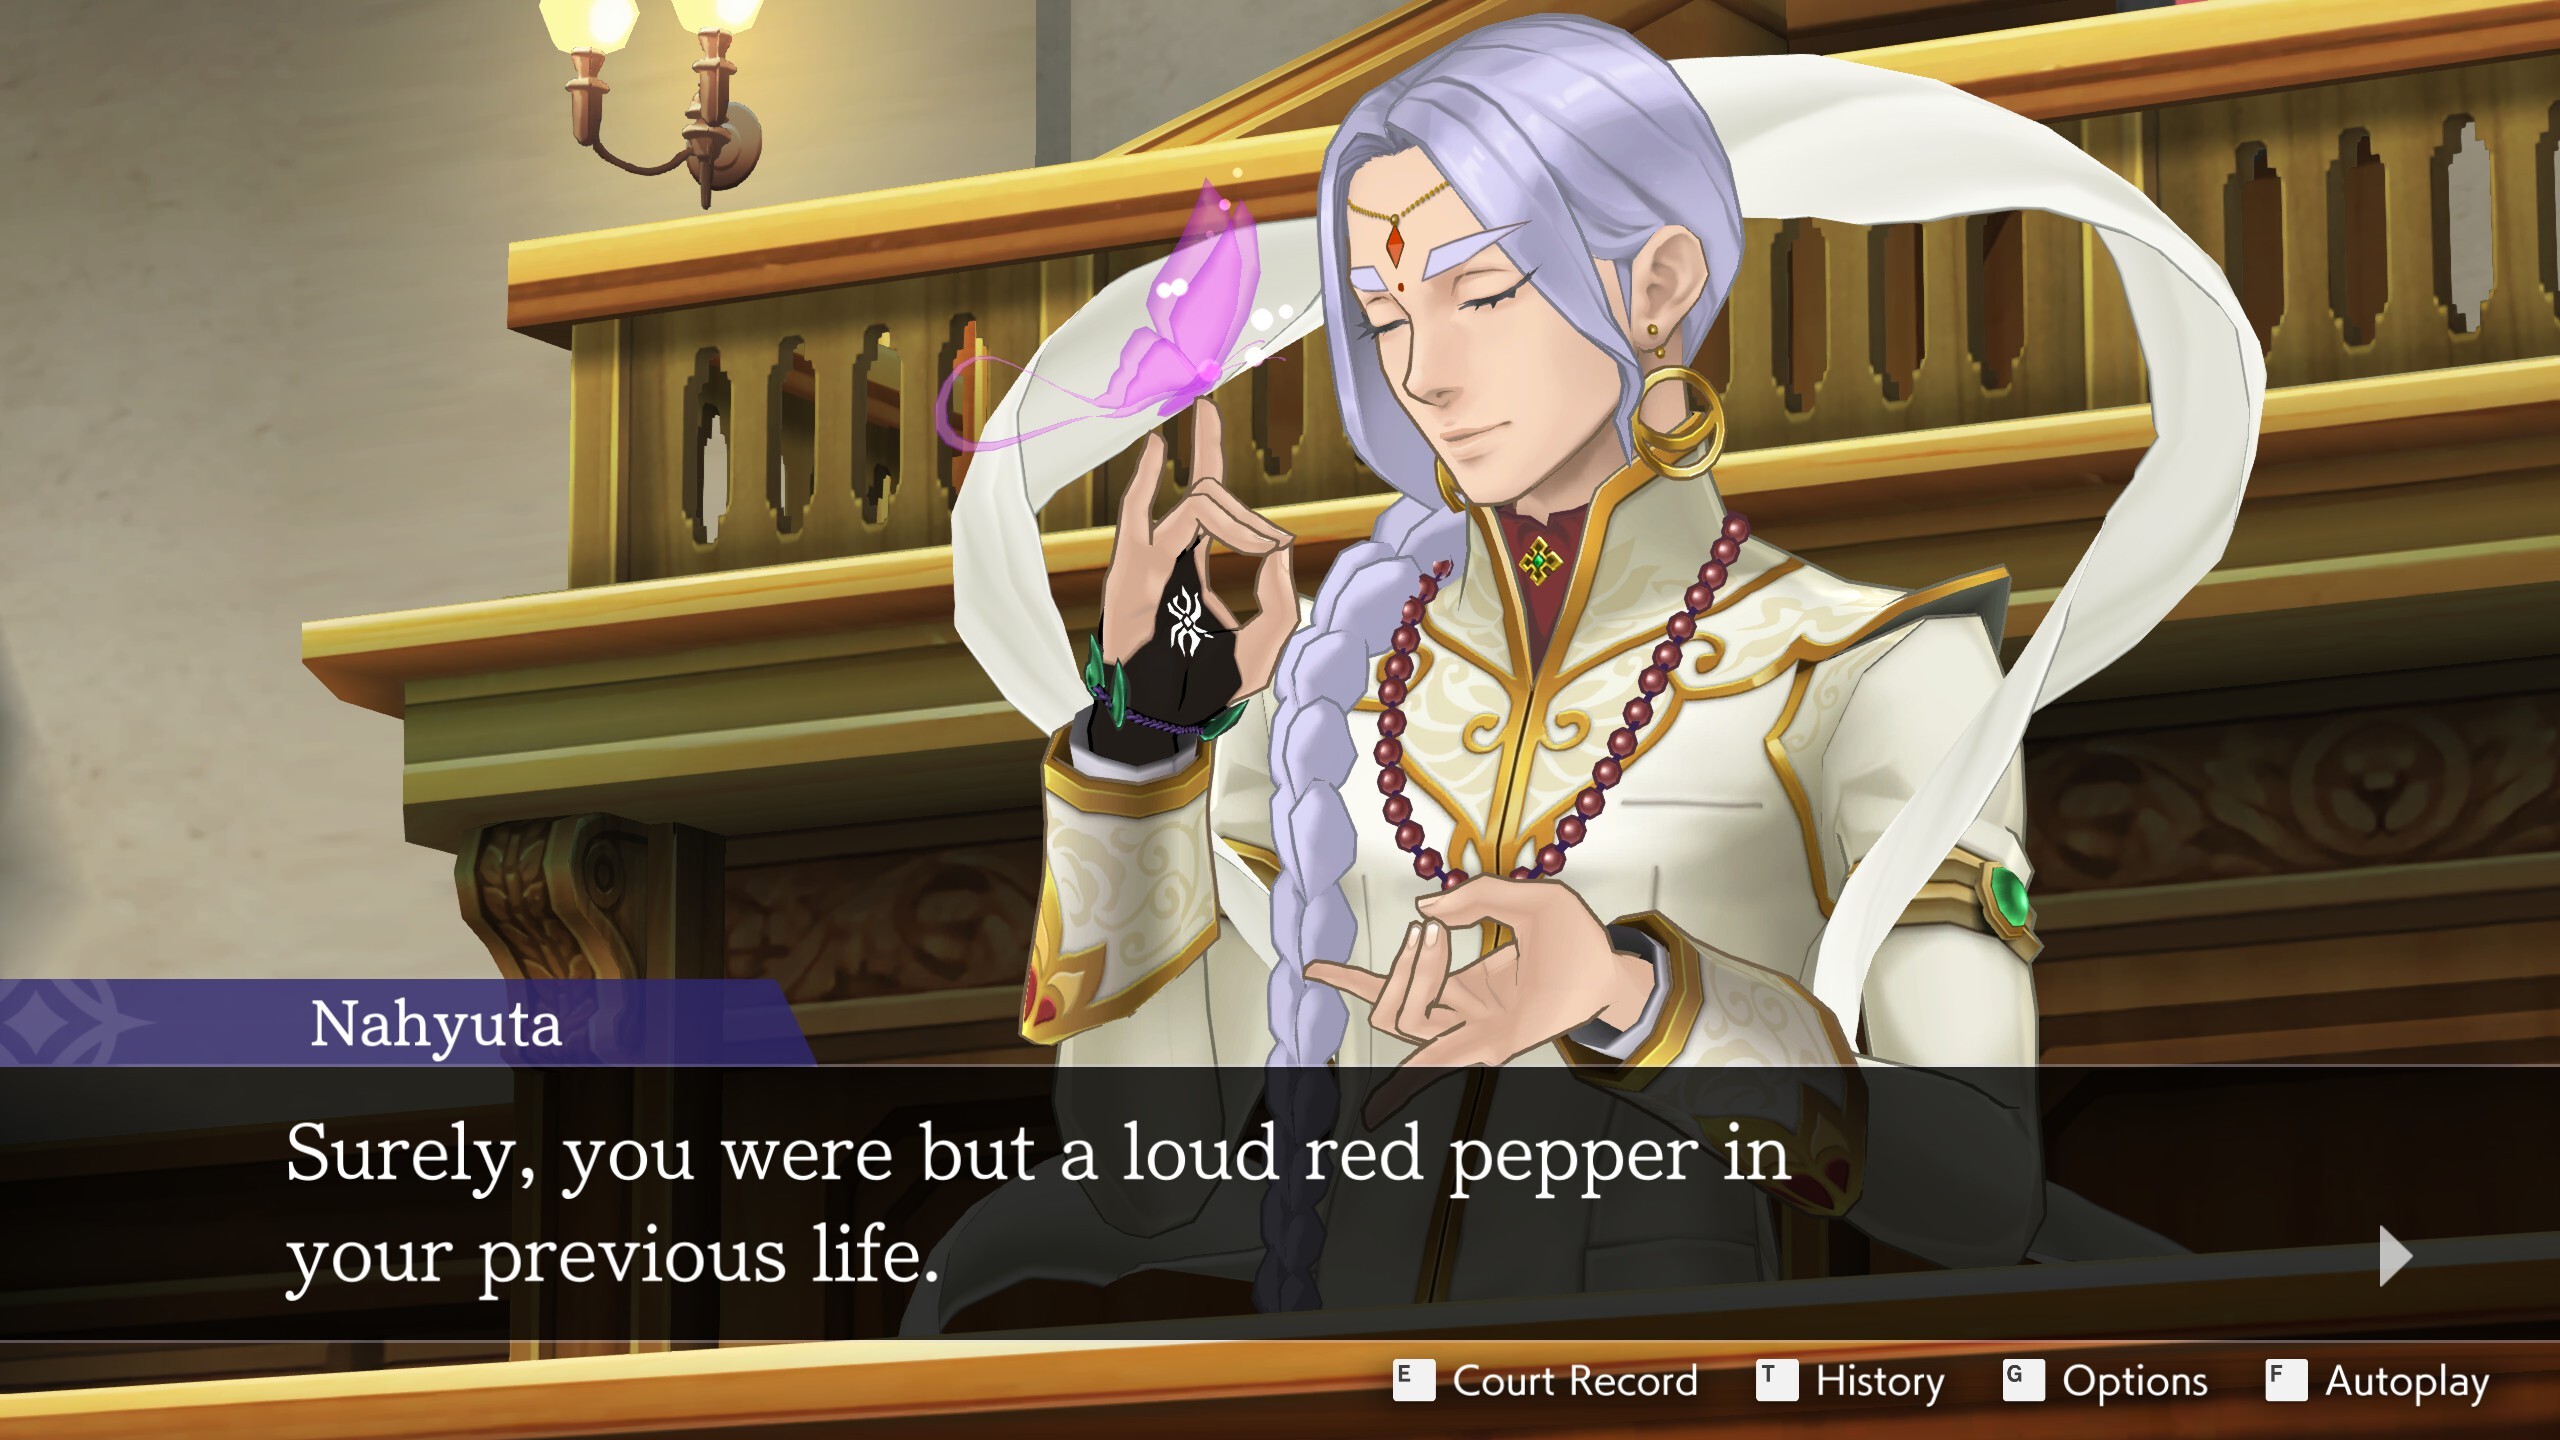 Nahyuta
Surely, you were but a loud red pepper in
your previous life.
E Court Record T History G Options F Autoplay